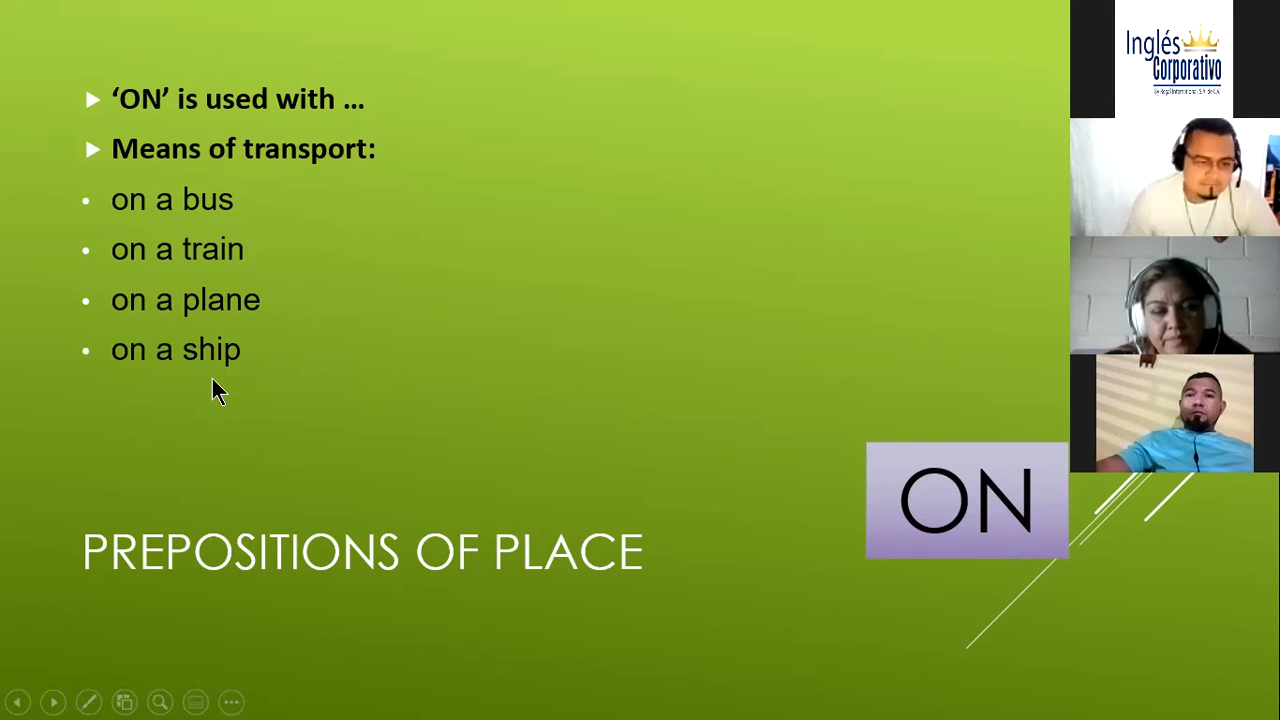 ‘ON’ is used with ...
Means of transport:
on a bus
on a train
on a plane
on a ship
ON
PREPOSITIONS OF PLACE
Inglés
Corporativo